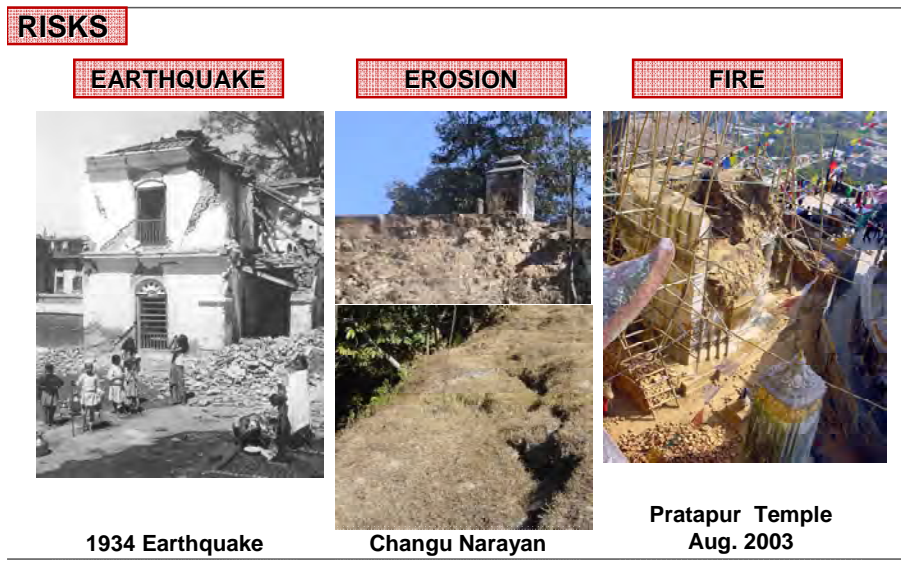 RISKS
EARTHQUAKE
EROSION
FIRE
1934 Earthquake
Changu Narayan
Pratapur Temple
Aug. 2003